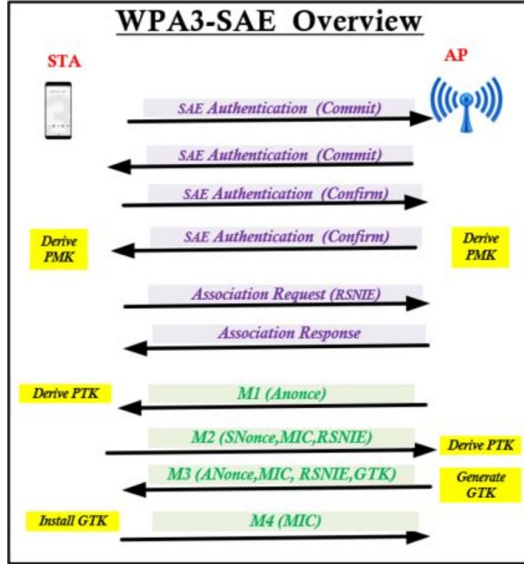 WPA3-SAE Overview
STA
AP
SAE Authentication (Commit)
SAE Authentication (Commit)
SAE Authentication (Confirm)
Derive
PMK
SAE Authentication (Confirm)
Derive
PMK
Association Request (RSNIE)
Association Response
Derive PTK
M1 (Anonce)
M2 (SNonce,MIC,RSNIE)
Derive PTK
M3 (ANonce,MIC, RSNIE,GTK)
Generate
GTK
Install GTK
M4 (MIC)